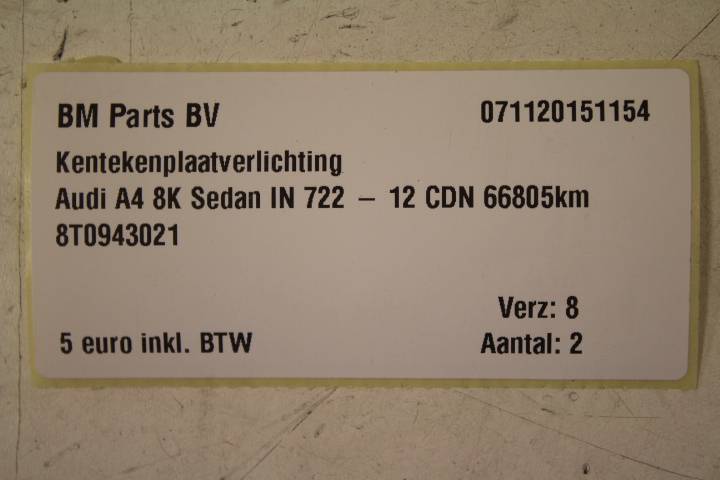 BM Parts BV 071120151154
Kentekenplaatverlichting
Audi A4 8K Sedan IN 722 – 12 CDN 66805km
8T0943021
Verz: 8
5 euro inkl. BTW Aantal: 2